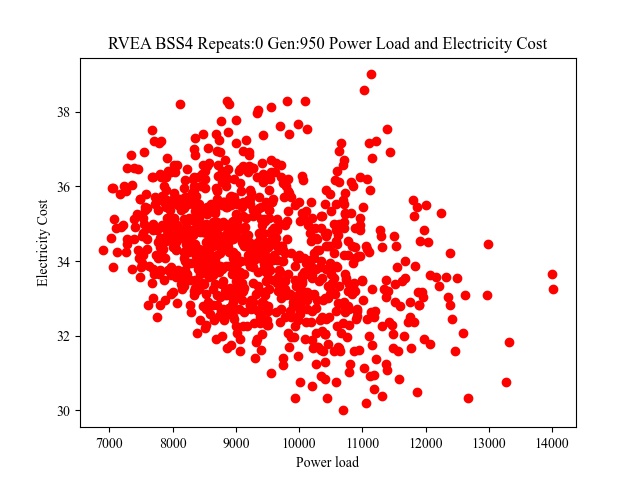 RVEA BSS4 Repeats:0 Gen:950 Power Load and Electricity Cost
Electricity Cost
38
36
34
32
30
7000 8000 9000 10000 11000 12000 13000 14000
Power load